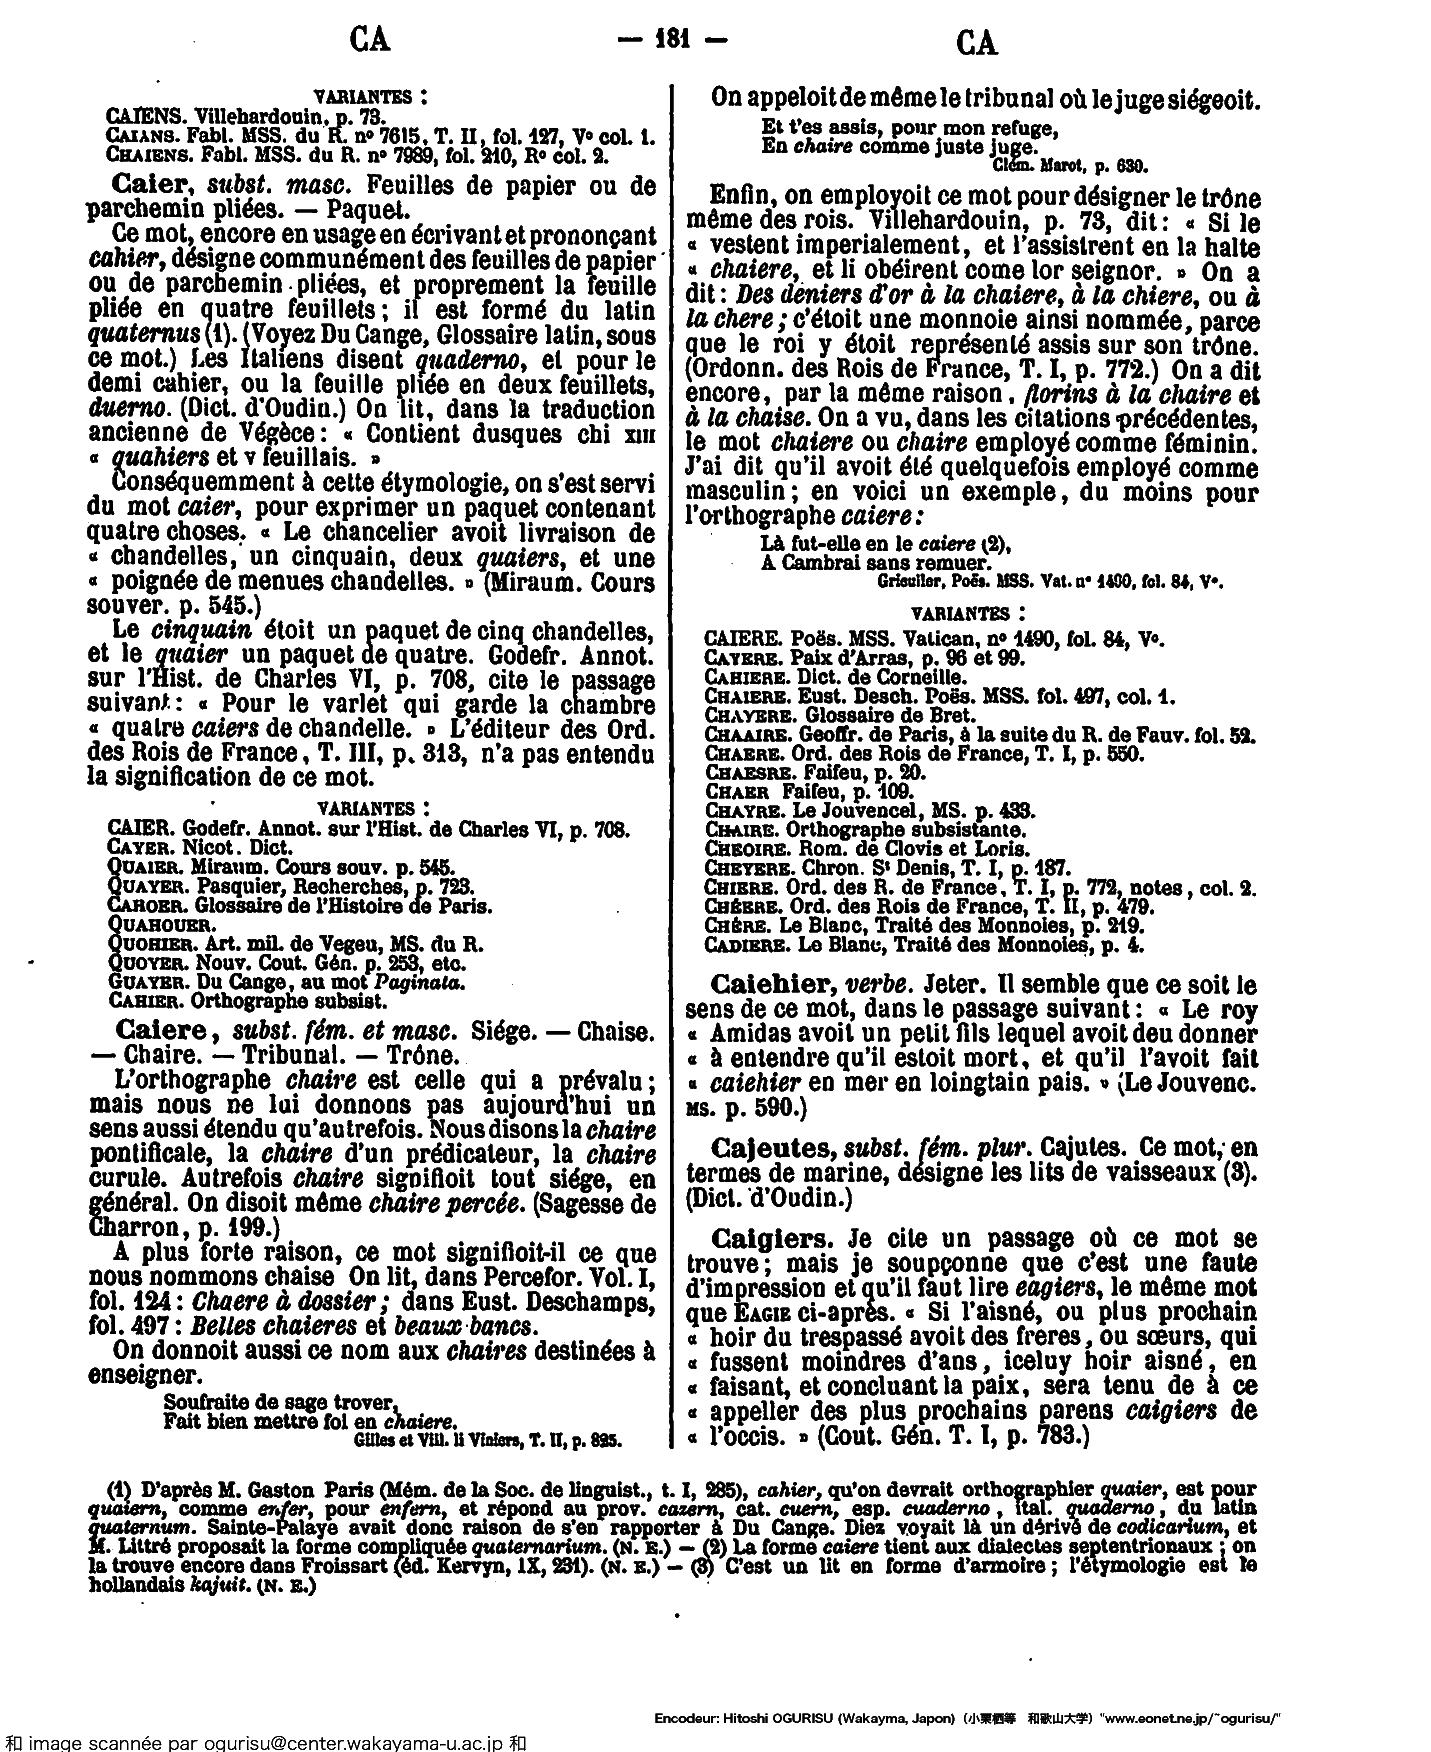 CA — 181 — CA
VARIANTES :
CAIENS. Villehardouin, p. 73.
CAIANS. Fabl. MSS. du R. nº 7615, T. II, fol. 127, Vº col. 1.
CHAIENS. Fabl. MSS. du R. nº 7989, fol. 210, Rº col. 2.
Caier, subst. masc. Feuilles de papier ou de
parchemin pliées. — Paquet.
Ce mot, encore en usage en écrivant et prononçant
cahier, désigne communément des feuilles de papier
ou de parchemin pliées, et proprement la feuille
pliée en quatre feuillets ; il est formé du latin
quaternus (1). (Voyez Du Cange, Glossaire latin, sous
ce mot.) Les Italiens disent quaderno, et pour le
demi cahier, ou la feuille pliée en deux feuillets,
duerno. (Dict. d'Oudin.) On lit, dans la traduction
ancienne de Végèce : « Contient dusques chi XIII
« quahiers et V feuillais. »
Conséquemment à cette étymologie, on s'est servi
du mot caier, pour exprimer un paquet contenant
quatre choses. « Le chancelier avoit livraison de
« chandelles, un cinquain, deux quaiers, et une
« poignée de menues chandelles. » (Miraum. Cours
souver. p. 545.)
Le cinquain étoit un paquet de cinq chandelles,
et le quaier un paquet de quatre. Godefr. Annot.
sur l'Hist. de Charles VI, p. 708, cite le passage
suivant : « Pour le varlet qui garde la chambre
« quatre caiers de chandelle. » L'éditeur des Ord.
des Rois de France, T. III, p. 313, n'a pas entendu
la signification de ce mot.
VARIANTES :
CAIER. Godefr. Annot. sur l'Hist. de Charles VI, p. 708.
CAYER. Nicot. Dict.
QUAIER. Miraum. Cours souv. p. 545.
QUAYER. Pasquier, Recherches, p. 723.
CAROER. Glossaire de l'Histoire de Paris.
QUAHOUER.
QUOHIER. Art. mil. de Vegeu, MS. du R.
QUOYER. Nouv. Cout. Gén. p. 253, etc.
GUAYER. Du Cange, au mot Paginata.
CAHIER. Orthographe subsist.
Caiere, subst. fém. et masc. Siége. — Chaise.
— Chaire. — Tribunal. — Trône.
L'orthographe chaire est celle qui a prévalu ;
mais nous ne lui donnons pas aujourd'hui un
sens aussi étendu qu'autrefois. Nous disons la chaire
pontificale, la chaire d'un prédicateur, la chaire
curule. Autrefois chaire signifioit tout siége, en
général. On disoit même chaire percée. (Sagesse de
Charron, p. 199.)
A plus forte raison, ce mot signifioit-il ce que
nous nommons chaise On lit, dans Percefor. Vol. I,
fol. 124 : Chaere à dossier ; dans Eust. Deschamps,
fol. 497 : Belles chaieres et beaux bancs.
On donnoit aussi ce nom aux chaires destinées à
enseigner.
Soufraite de sage trover,
Fait bien mettre fol en chaiere.
Gilles et Vill. li Viniers, T. II, p. 825.
On appeloit de même le tribunal où le juge siégeoit.
Et t'es assis, pour mon refuge,
En chaire comme juste juge.
Clém. Marot, p. 630.
Enfin, on employoit ce mot pour désigner le trône
même des rois. Villehardouin, p. 73, dit : « Si le
« vestent imperialement, et l'assistrent en la halte
« chaiere, et li obéirent come lor seignor. » On a
dit : Des deniers d'or à la chaiere, à la chiere, ou à
la chere ; c'étoit une monnoie ainsi nommée, parce
que le roi y étoit représenté assis sur son trône.
(Ordonn. des Rois de France, T. I, p. 772.) On a dit
encore, par la même raison, florins à la chaire et
à la chaise. On a vu, dans les citations précédentes,
le mot chaiere ou chaire employé comme féminin.
J'ai dit qu'il avoit été quelquefois employé comme
masculin ; en voici un exemple, du moins pour
l'orthographe caiere :
Là fut-elle en le caiere (2),
A Cambrai sans remuer.
Grieuiler, Poës. MSS. Vat. nº 1490, fol. 84, Vº.
VARIANTES :
CAIERE. Poës. MSS. Vatican, nº 1490, fol. 84, Vº.
CAYERE. Paix d'Arras, p. 96 et 99.
CAHIERE. Dict. de Corneille.
CHAIERE. Eust. Desch. Poës. MSS. fol. 497, col. 1.
CHAYERE. Glossaire de Bret.
CHAAIRE. Geoffr. de Paris, à la suite du R. de Fauv. fol. 52.
CHAERE. Ord. des Rois de France, T. I, p. 550.
CHAESRE. Faifeu, p. 20.
CHAER Faifeu, p. 109.
CHAYRE. Le Jouvencel, MS. p. 433.
CHAIRE. Orthographe subsistante.
CHEOIRE. Rom. de Clovis et Loris.
CHEYERE. Chron. St Denis, T. I, p. 187.
CHIERE. Ord. des R. de France, T. I, p. 772, notes, col. 2.
CHÉERE. Ord. des Rois de France, T. II, p. 479.
CHÈRE. Le Blanc, Traité des Monnoies, p. 219.
CADIERE. Le Blanc, Traité des Monnoies, p. 4.
Caiehier, verbe. Jeter. Il semble que ce soit le
sens de ce mot, dans le passage suivant : « Le roy
« Amidas avoit un petit fils lequel avoit deu donner
« à entendre qu'il estoit mort, et qu'il l'avoit fait
« caiehier en mer en loingtain pais. » (Le Jouvenc.
MS. p. 590.)
Cajeutes, subst. fém. plur. Cajutes. Ce mot, en
termes de marine, désigne les lits de vaisseaux (3).
(Dict. d'Oudin.)
Caigiers. Je cite un passage où ce mot se
trouve ; mais je soupçonne que c'est une faute
d'impression et qu'il faut lire eagiers, le même mot
que EAGIE ci-après. « Si l'aisné, ou plus prochain
« hoir du trespassé avoit des freres, ou sœurs, qui
« fussent moindres d'ans, iceluy hoir aisné, en
« faisant, et concluant la paix, sera tenu de à ce
« appeller des plus prochains parens caigiers de
« l'occis. » (Cout. Gén. T. I, p. 783.)
(1) D'après M. Gaston Paris (Mém. de la Soc. de linguist., t. I, 285), cahier, qu'on devrait orthographier quaier, est pour
quaiern, comme enfer, pour enfern, et répond au prov. cazern, cat. cuern, esp. cuaderno, ital. quaderno, du latin
quaternum. Sainte-Palaye avait donc raison de s'en rapporter à Du Cange. Diez voyait là un dérivé de codicarium, et
M. Littré proposait la forme compliquée quaternarium. (N. E.) — (2) La forme caiere tient aux dialectes septentrionaux ; on
la trouve encore dans Froissart (éd. Kervyn, IX, 231). (N. E.) — (3) C'est un lit en forme d'armoire ; l'étymologie est le
hollandais kajuit. (N. E.)
Encodeur: Hitoshi OGURISU (Wakayma, Japon) (小栗栖等 和歌山大学) "www.eonet.ne.jp/~ogurisu/"
和 image scannée par ogurisu@center.wakayama-u.ac.jp 和